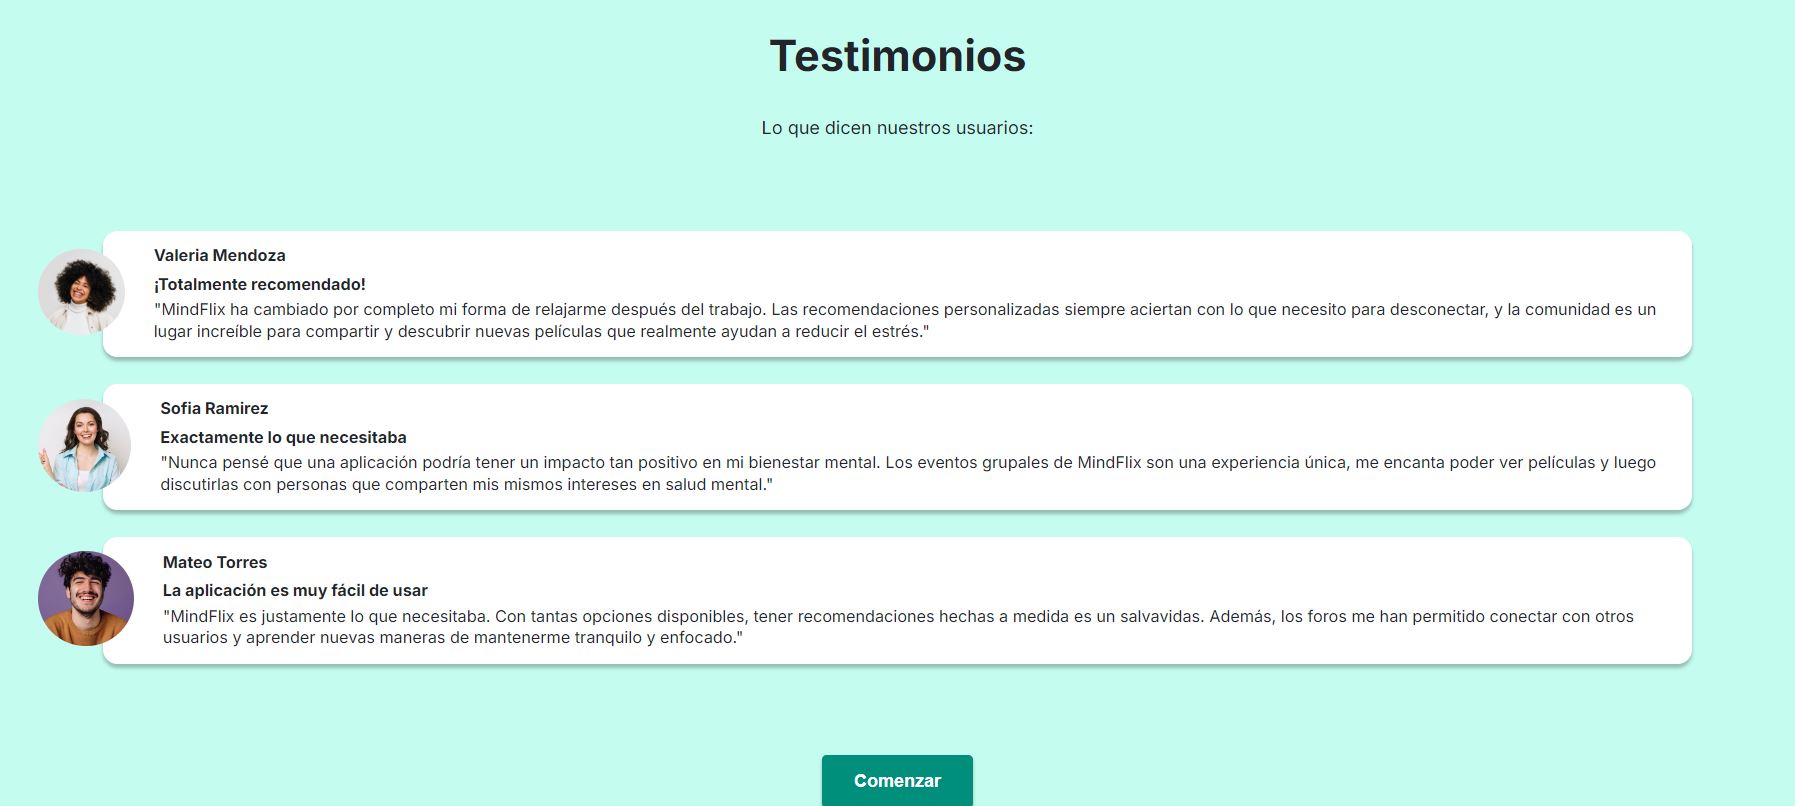 Testimonios
Lo que dicen nuestros usuarios:
Valeria Mendoza
¡Totalmente recomendado!
"MindFlix ha cambiado por completo mi forma de relajarme después del trabajo. Las recomendaciones personalizadas siempre aciertan con lo que necesito para desconectar, y la comunidad es un
lugar increíble para compartir y descubrir nuevas películas que realmente ayudan a reducir el estrés."
Sofia Ramirez
Exactamente lo que necesitaba
"Nunca pensé que una aplicación podría tener un impacto tan positivo en mi bienestar mental. Los eventos grupales de MindFlix son una experiencia única, me encanta poder ver películas y luego
discutirlas con personas que comparten mis mismos intereses en salud mental."
Mateo Torres
La aplicación es muy fácil de usar
"MindFlix es justamente lo que necesitaba. Con tantas opciones disponibles, tener recomendaciones hechas a medida es un salvavidas. Además, los foros me han permitido conectar con otros
usuarios y aprender nuevas maneras de mantenerme tranquilo y enfocado."
Comenzar